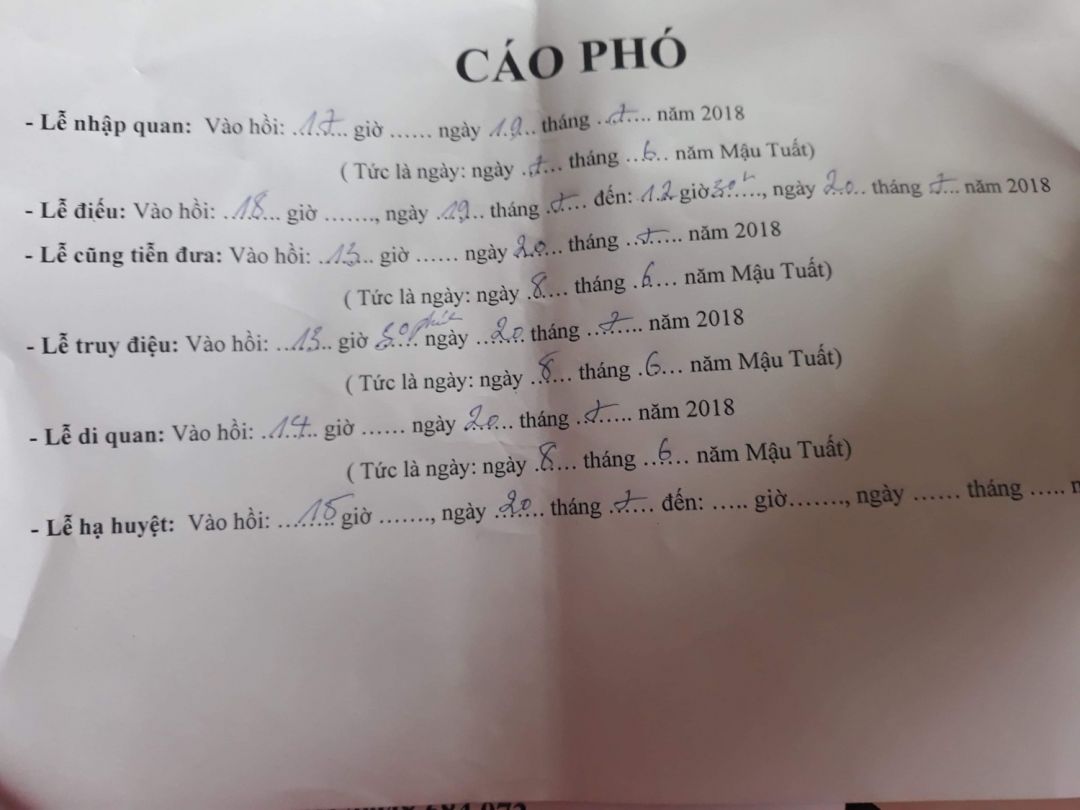 CÁO PHÓ
- Lễ nhập quan: Vào hồi: ..17... giờ ...... ngày 19.. tháng ..7.... năm 2018
( Tức là ngày: ngày .7... tháng ...6.. năm Mậu Tuất)
- Lễ điếu: Vào hồi: ..18... giờ ......., ngày .19.. tháng .7... đến: .12 giờ 30....., ngày 20.. tháng .7... năm 2018
- Lễ cũng tiễn đưa: Vào hồi: ..13.. giờ ...... ngày 20... tháng ..7.... năm 2018
( Tức là ngày: ngày .8... tháng .6... năm Mậu Tuất)
- Lễ truy điệu: Vào hồi: ...13.. giờ 30 phút ngày ..20. tháng ...7.... năm 2018
( Tức là ngày: ngày ..8... tháng .6... năm Mậu Tuất)
- Lễ di quan: Vào hồi: ..14.. giờ ...... ngày 20... tháng .7..... năm 2018
( Tức là ngày: ngày .8... tháng ..6... năm Mậu Tuất)
- Lễ hạ huyệt: Vào hồi: ...15 giờ ......., ngày .20.. tháng .7.... đến: ..... giờ......., ngày ...... tháng .....